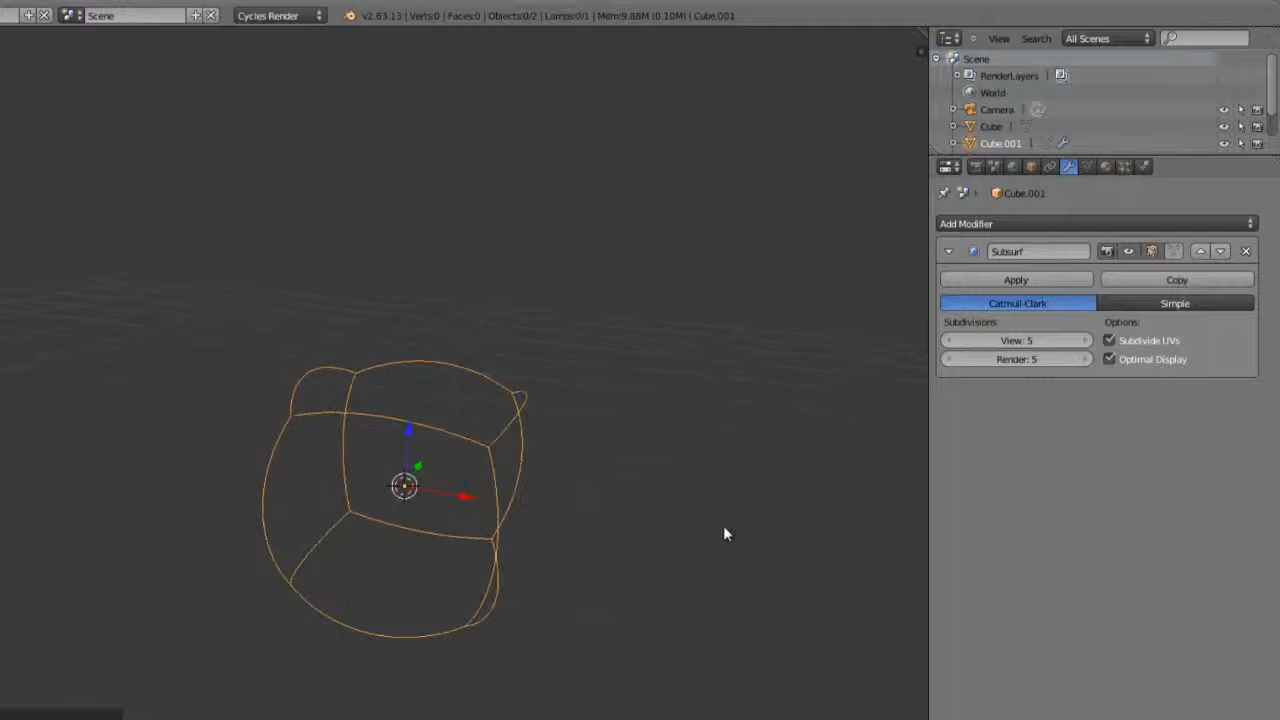 Scene
Cycles Render
v2.63.13 | Verts:0 | Faces:0 | Objects:0/2 | Lamps:0/1 | Mem:9.88M (0.10M) | Cube.001
View
Search
All Scenes
Scene
RenderLayers
World
Camera
Cube
Cube.001
Cube.001
Add Modifier
Subsurf
Apply
Copy
Catmull-Clark
Simple
Subdivisions:
Options:
View: 5
Subdivide UVs
Render: 5
Optimal Display